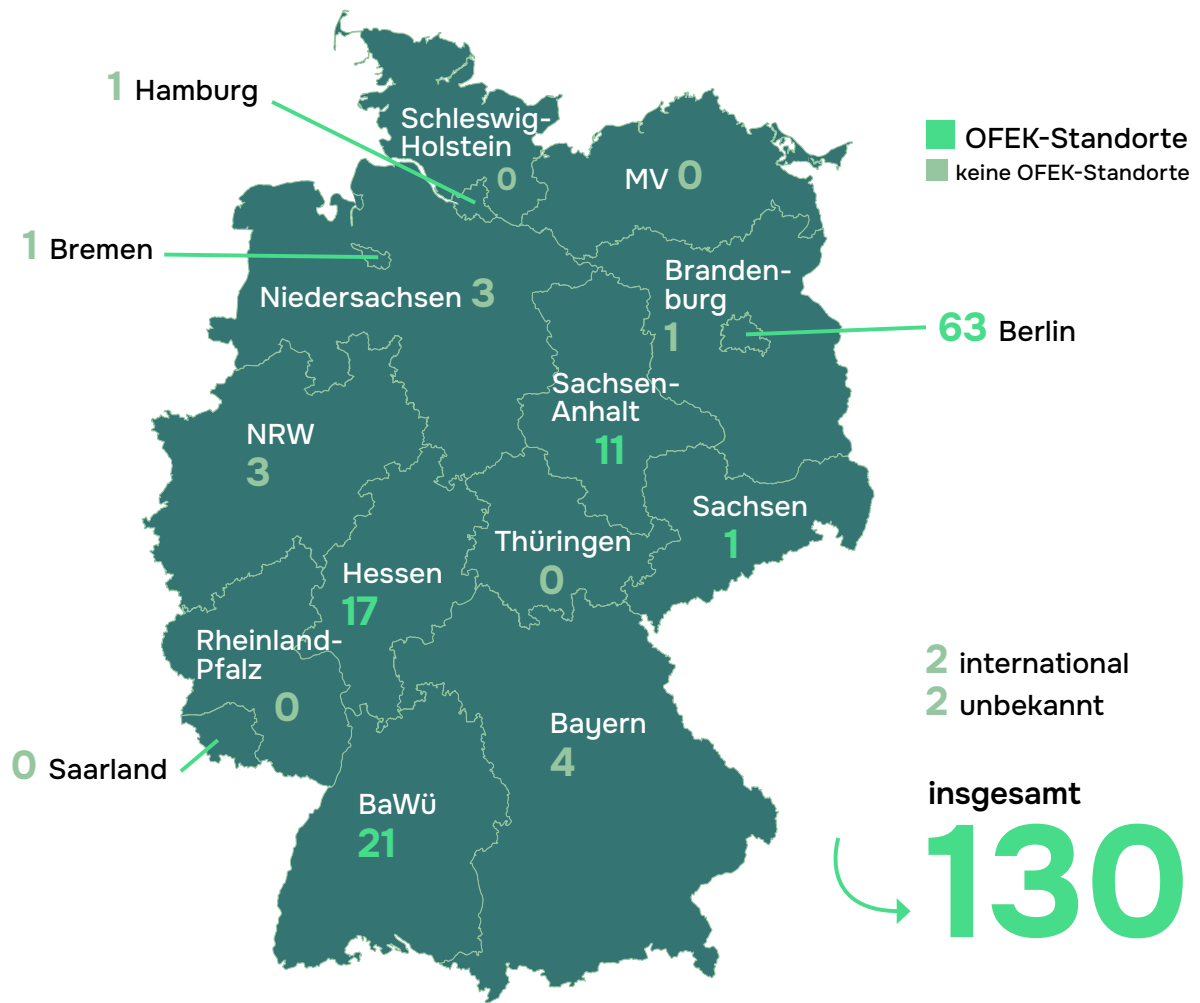 1 Hamburg
Schleswig-
Holstein
0
MV 0
OFEK-Standorte
keine OFEK-Standorte
1 Bremen
Niedersachsen 3
Branden-
burg
1
63 Berlin
Sachsen-
Anhalt
11
NRW
3
Sachsen
1
Thüringen
0
Hessen
17
Rheinland-
Pfalz
0
2 international
2 unbekannt
Bayern
4
0 Saarland
BaWü
21
insgesamt
130